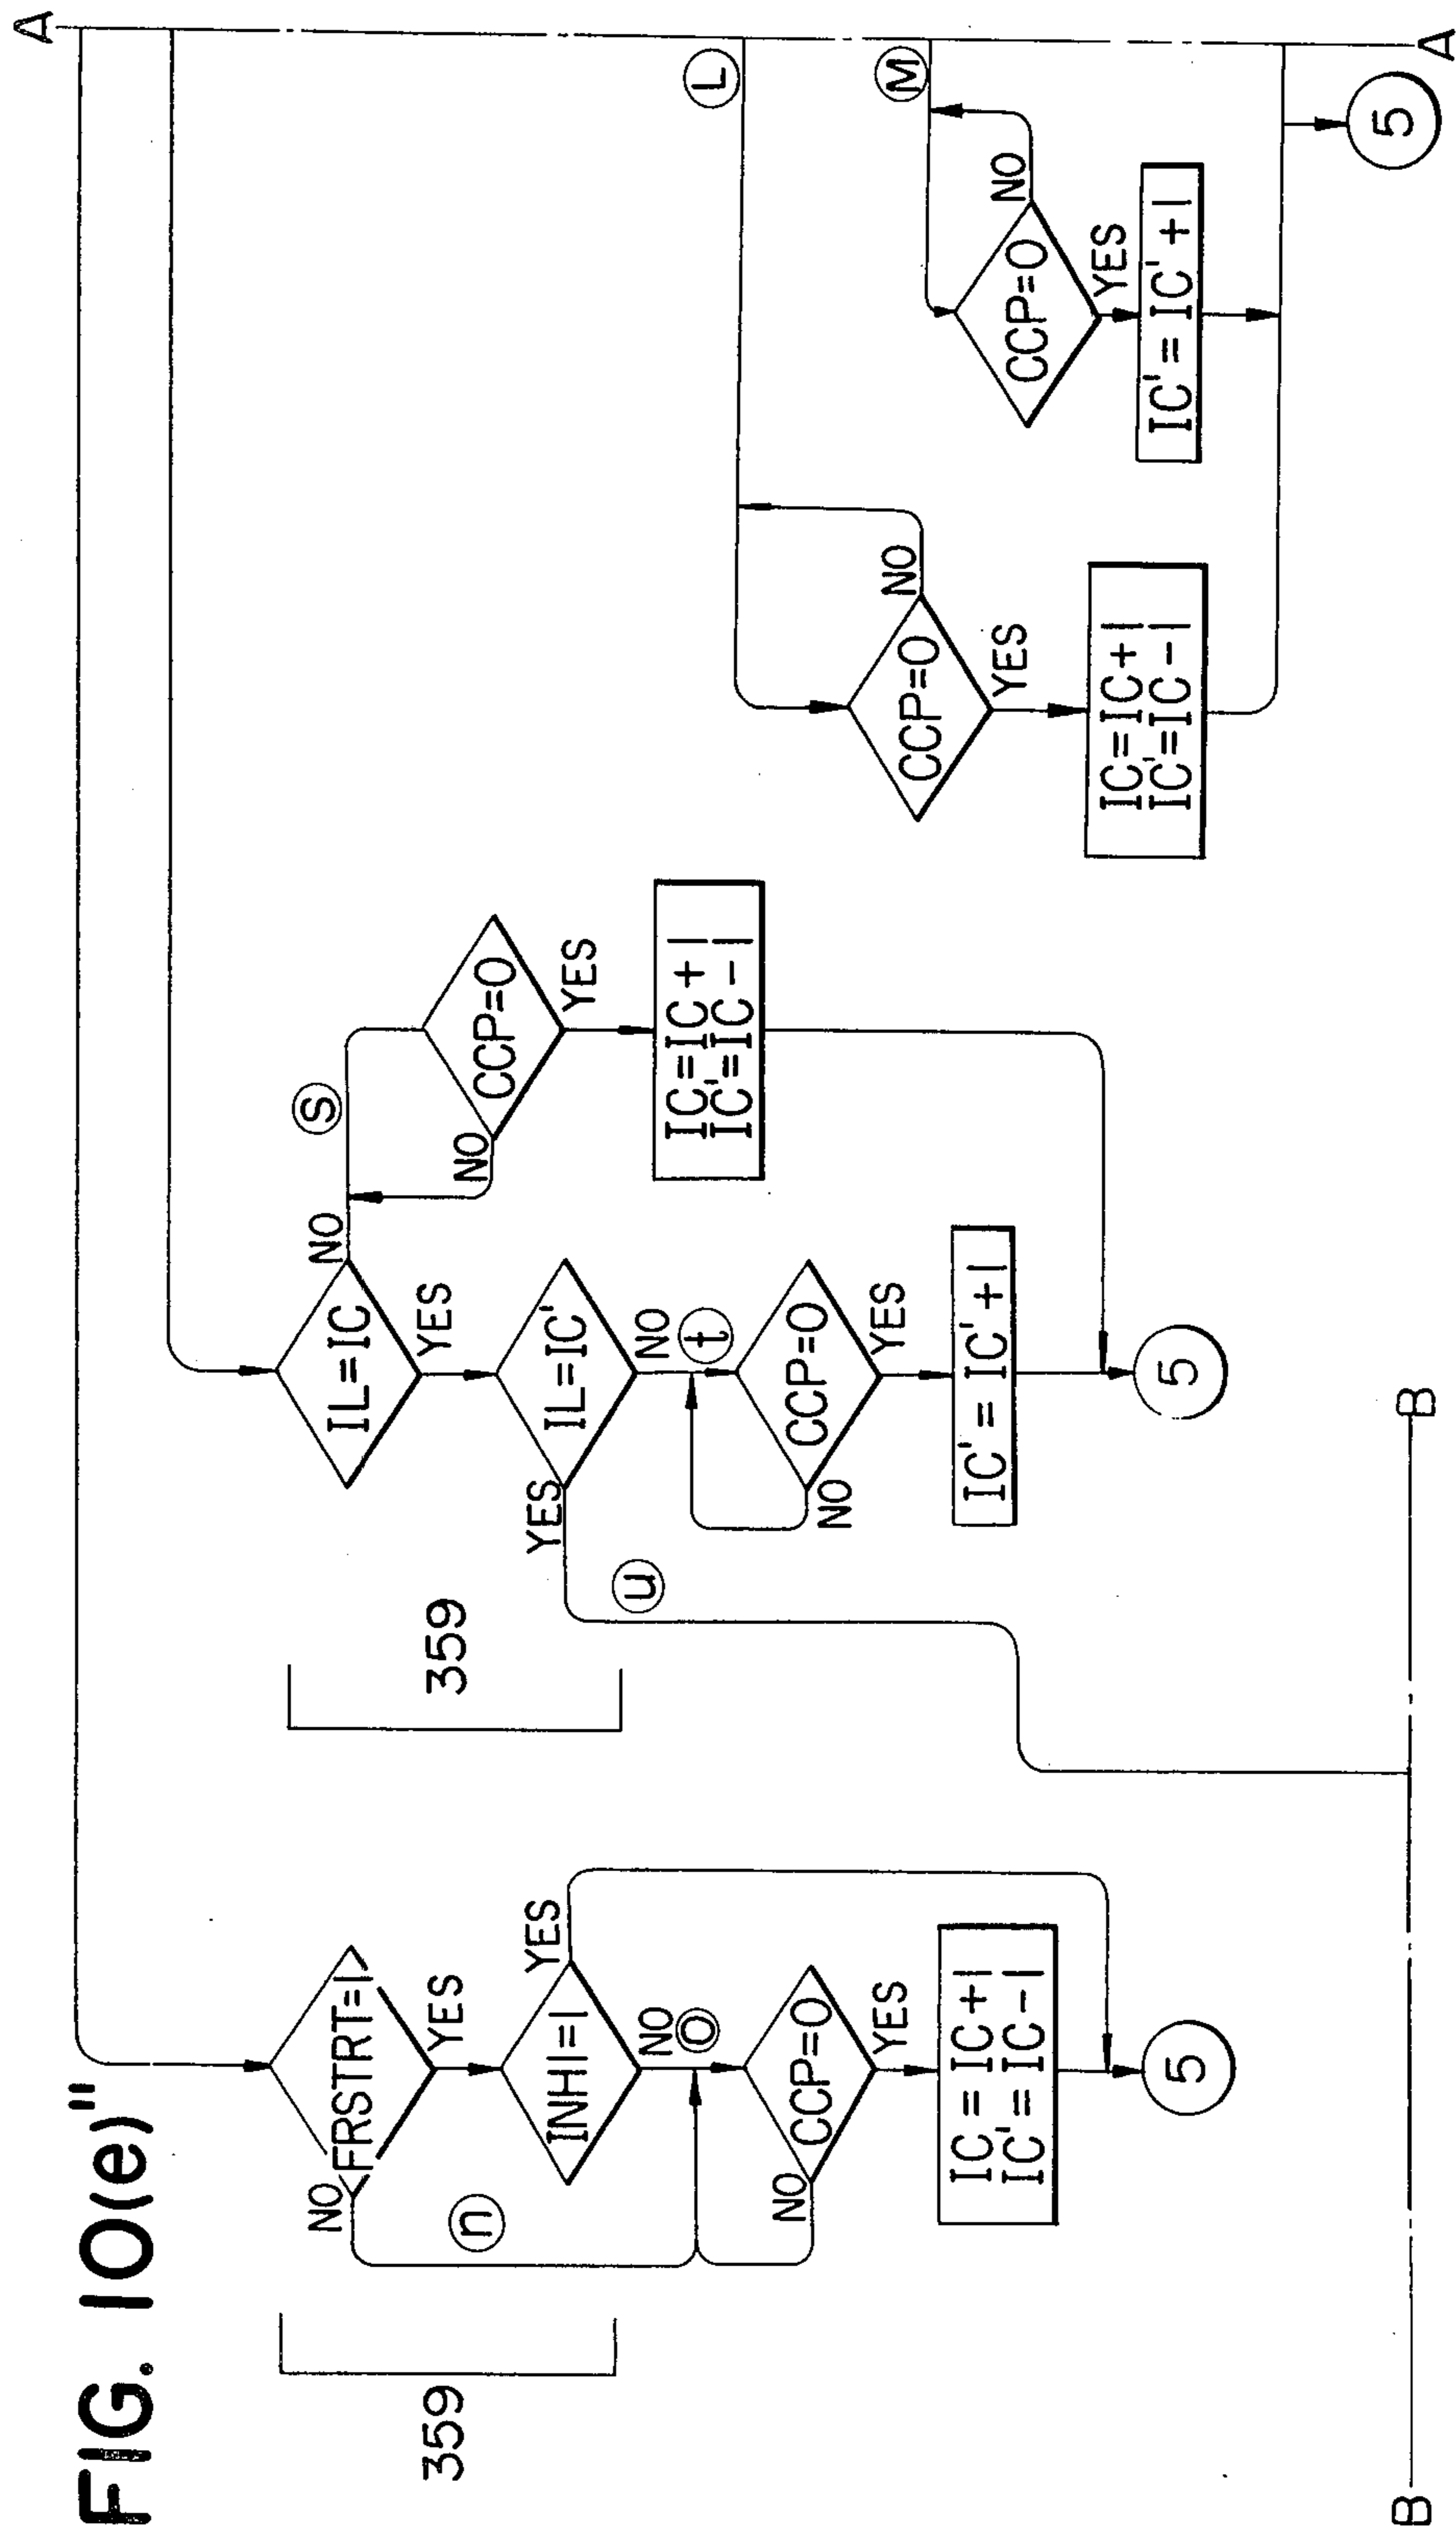 FIG. 10(e)"
A
A
FRSTRT=1
NO
YES
n
INHI=1
YES
NO
O
CCP=0
NO
YES
IC = IC+1
IC' = IC-1
5
359
IL=IC
NO
YES
S
CCP=0
NO
YES
IC=IC+1
IC'=IC-1
IL=IC'
YES
NO
u
t
CCP=0
NO
YES
IC' = IC'+1
5
359
L
CCP=0
NO
YES
IC=IC+1
IC'=IC-1
M
CCP=0
NO
YES
IC' = IC'+1
5
B
B